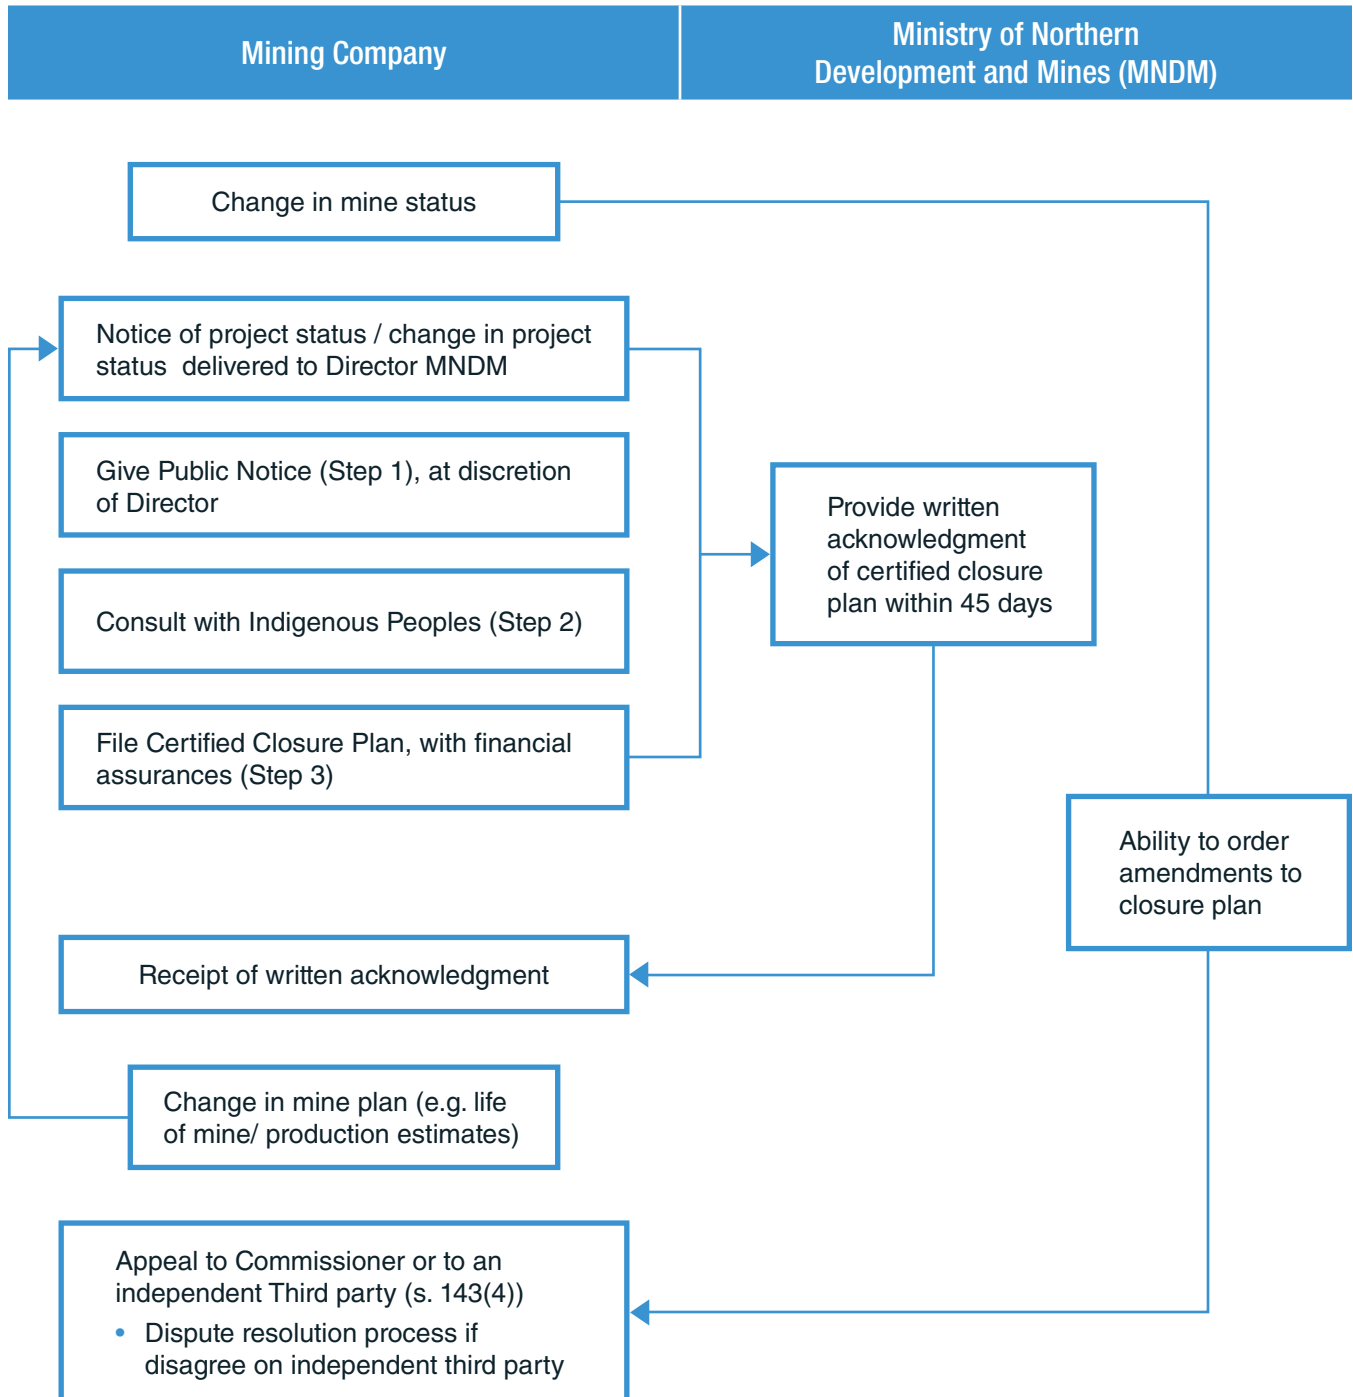 Mining Company
Ministry of Northern
Development and Mines (MNDM)
Change in mine status
Notice of project status / change in project
status delivered to Director MNDM
Give Public Notice (Step 1), at discretion
of Director
Consult with Indigenous Peoples (Step 2)
File Certified Closure Plan, with financial
assurances (Step 3)
Provide written
acknowledgment
of certified closure
plan within 45 days
Ability to order
amendments to
closure plan
Receipt of written acknowledgment
Change in mine plan (e.g. life
of mine/ production estimates)
Appeal to Commissioner or to an
independent Third party (s. 143(4))
• Dispute resolution process if
disagree on independent third party